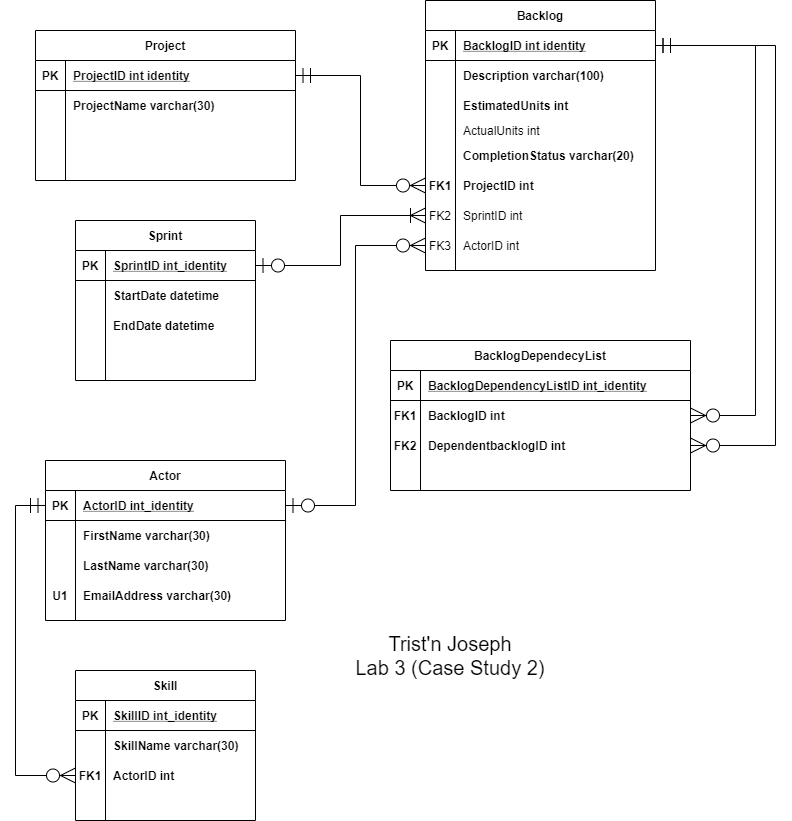 Project
PK ProjectID int identity
ProjectName varchar(30)
Backlog
PK BacklogID int identity
Description varchar(100)
EstimatedUnits int
ActualUnits int
CompletionStatus varchar(20)
FK1 ProjectID int
FK2 SprintID int
FK3 ActorID int
Sprint
PK SprintID int_identity
StartDate datetime
EndDate datetime
BacklogDependecyList
PK BacklogDependencyListID int_identity
FK1 BacklogID int
FK2 DependentbacklogID int
Actor
PK ActorID int_identity
FirstName varchar(30)
LastName varchar(30)
U1 EmailAddress varchar(30)
Trist'n Joseph
Lab 3 (Case Study 2)
Skill
PK SkillID int_identity
SkillName varchar(30)
FK1 ActorID int